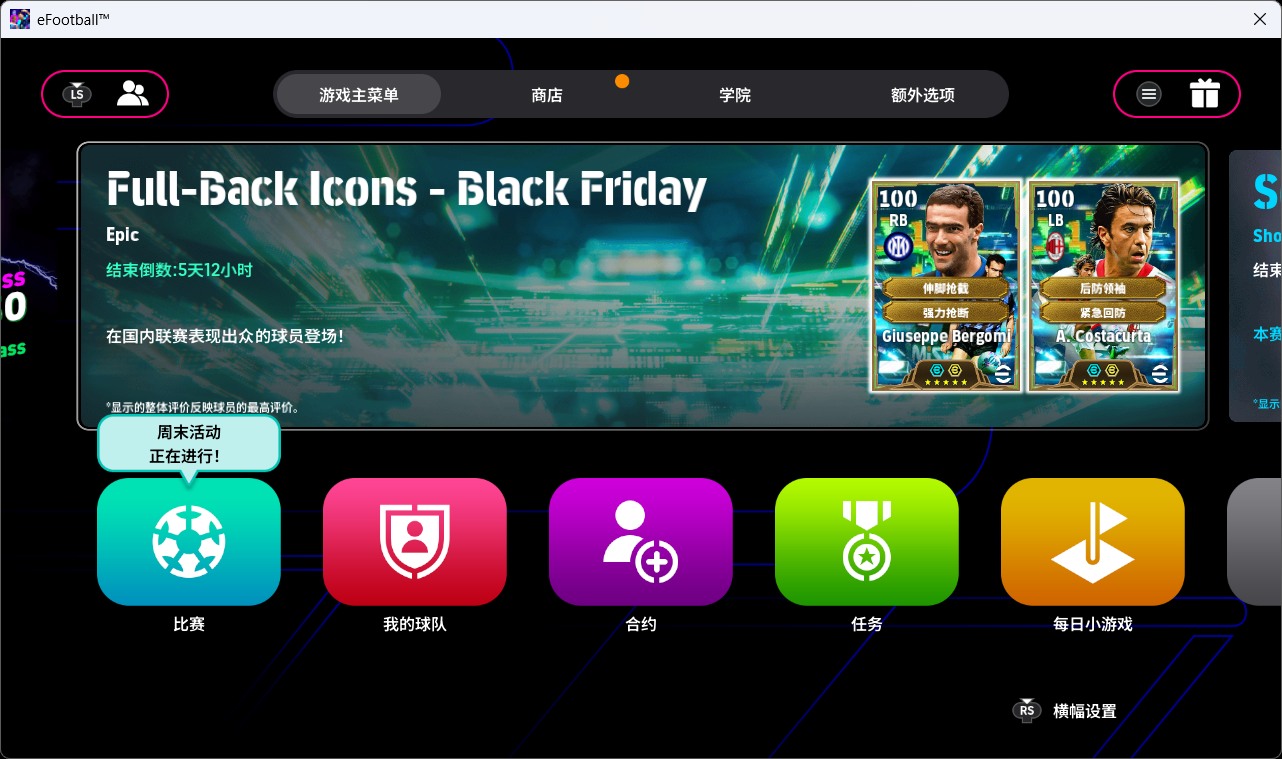 eFootball™
LS
游戏主菜单
商店
学院
额外选项
Full-Back Icons - Black Friday
Epic
结束倒数:5天12小时
在国内联赛表现出众的球员登场!
*显示的整体评价反映球员的最高评价。
100
RB
伸脚抢截
强力抢断
Giuseppe Bergomi
100
LB
后防领袖
紧急回防
A. Costacurta
ss
0
ass
S
Sho
结束
本赛
*显示
周末活动
正在进行!
比赛
我的球队
合约
任务
每日小游戏
RS
横幅设置